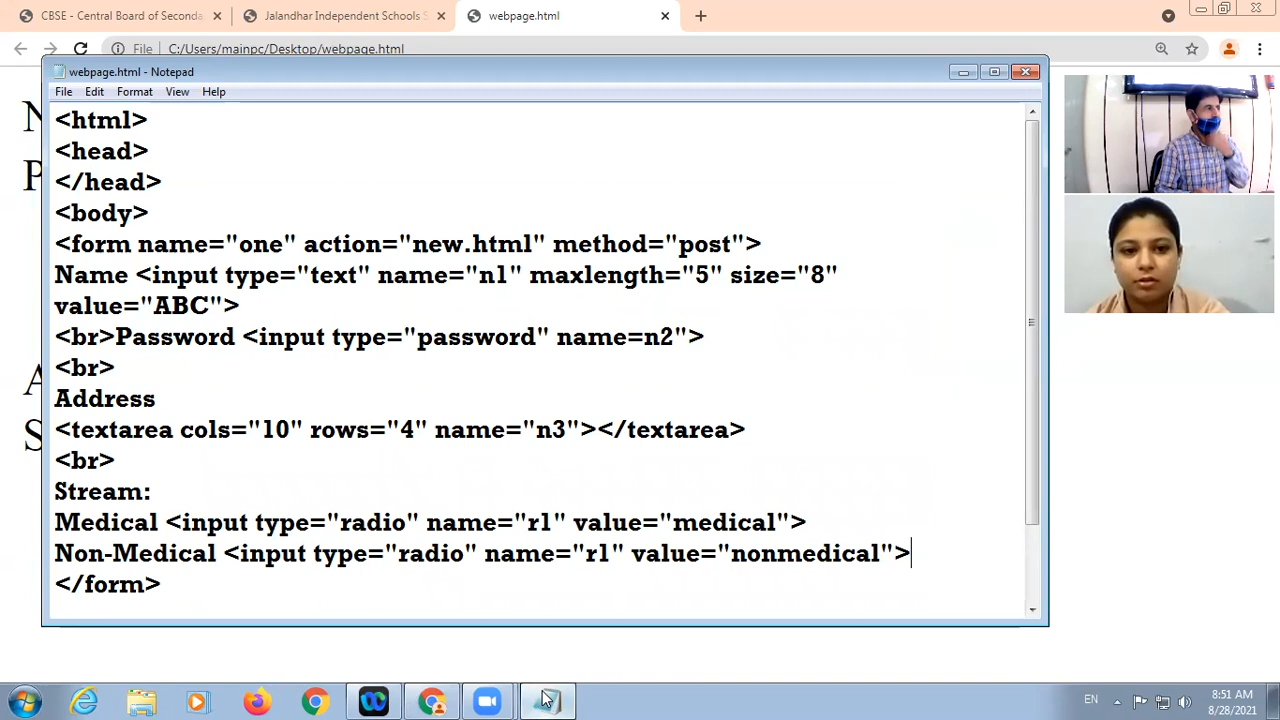 CBSE - Central Board of Seconda
Jalandhar Independent Schools S
webpage.html
File
C:/Users/mainpc/Desktop/webpage.html
webpage.html - Notepad
File Edit Format View Help
<html>
<head>
</head>
<body>
<form name="one" action="new.html" method="post">
Name <input type="text" name="n1" maxlength="5" size="8"
value="ABC">
<br>Password <input type="password" name=n2">
<br>
Address
<textarea cols="10" rows="4" name="n3"></textarea>
<br>
Stream:
Medical <input type="radio" name="r1" value="medical">
Non-Medical <input type="radio" name="r1" value="nonmedical">
</form>
N
P
A
S
EN
8:51 AM
8/28/2021